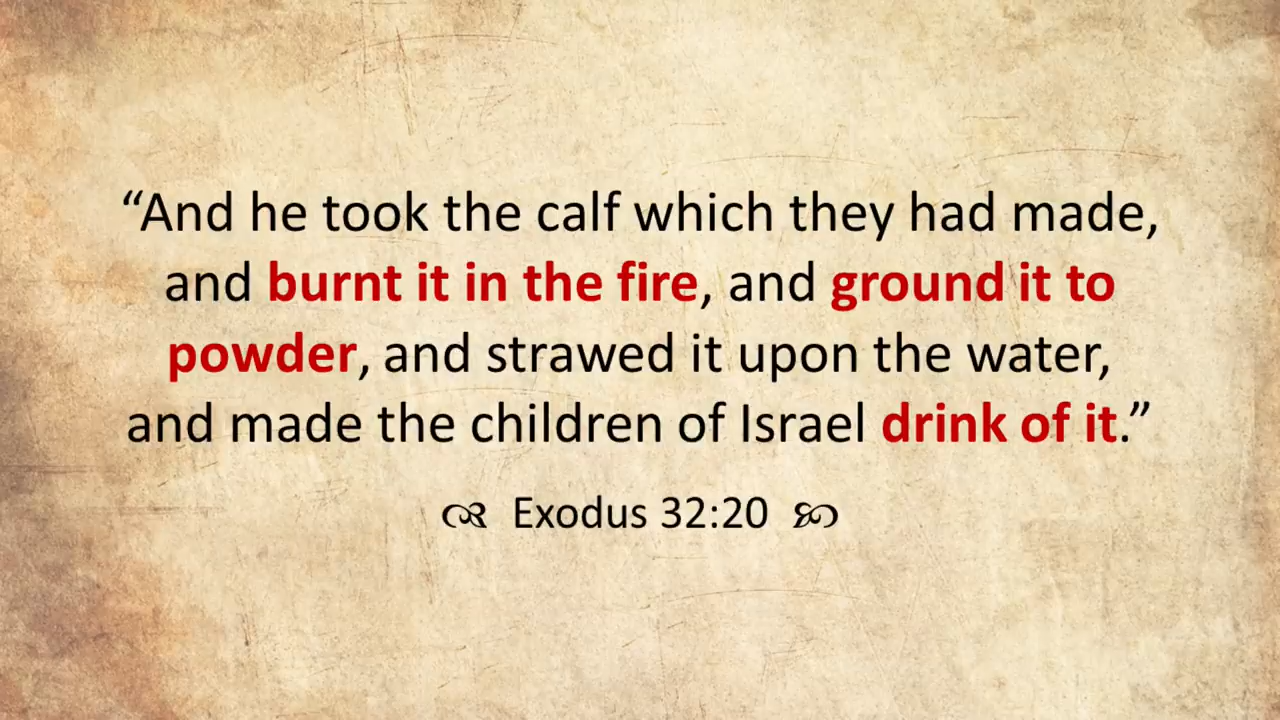 “And he took the calf which they had made,
and burnt it in the fire, and ground it to
powder, and strawed it upon the water,
and made the children of Israel drink of it.”
Exodus 32:20